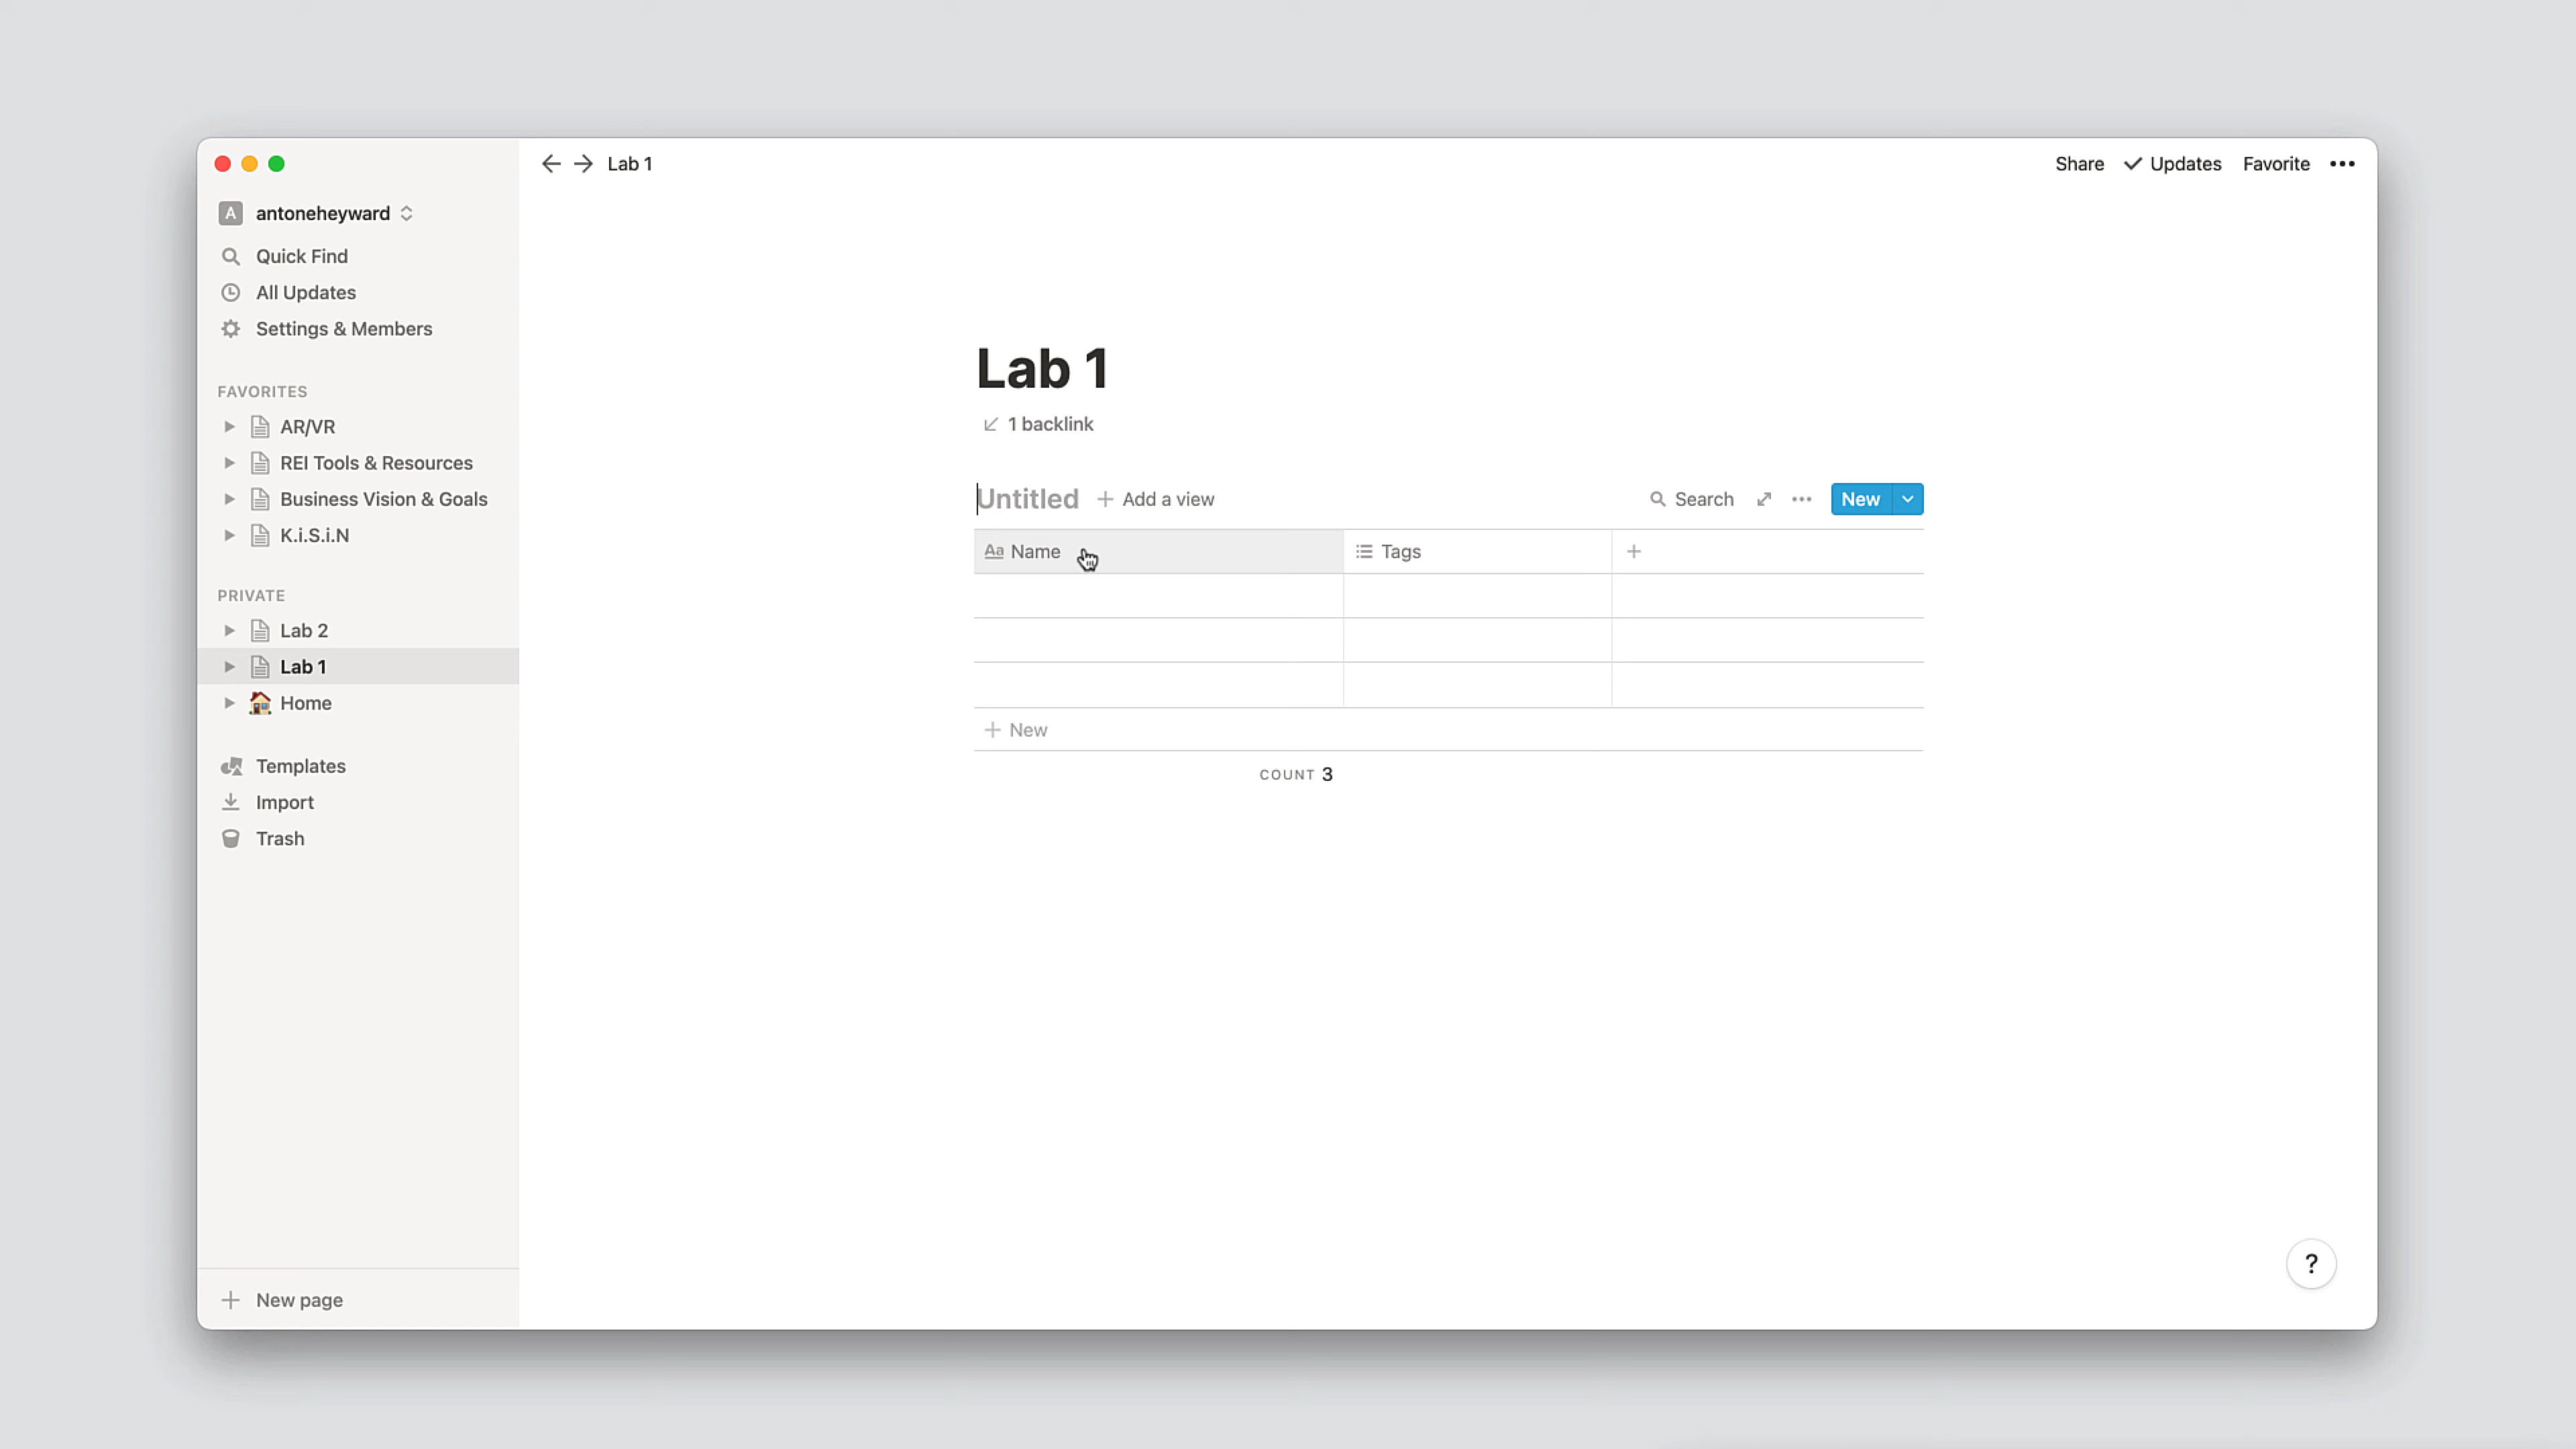 Lab 1
Share Updates Favorite •••
A antoneheyward
Quick Find
All Updates
Settings & Members
FAVORITES
AR/VR
REI Tools & Resources
Business Vision & Goals
K.i.S.i.N
PRIVATE
Lab 2
Lab 1
Home
Templates
Import
Trash
+ New page
Lab 1
1 backlink
Untitled + Add a view Search ••• New
Aa Name Tags +
+ New
COUNT 3
?